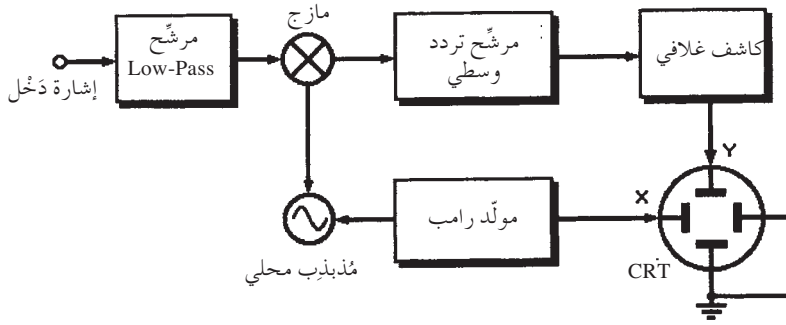 مازج
مرشِّح
Low-Pass
مرشِّح تردد
وسطي
كاشف غلافي
إشارة دَخْل
Y
X
مولّد رامب
مُذبذِب محلي
CRT